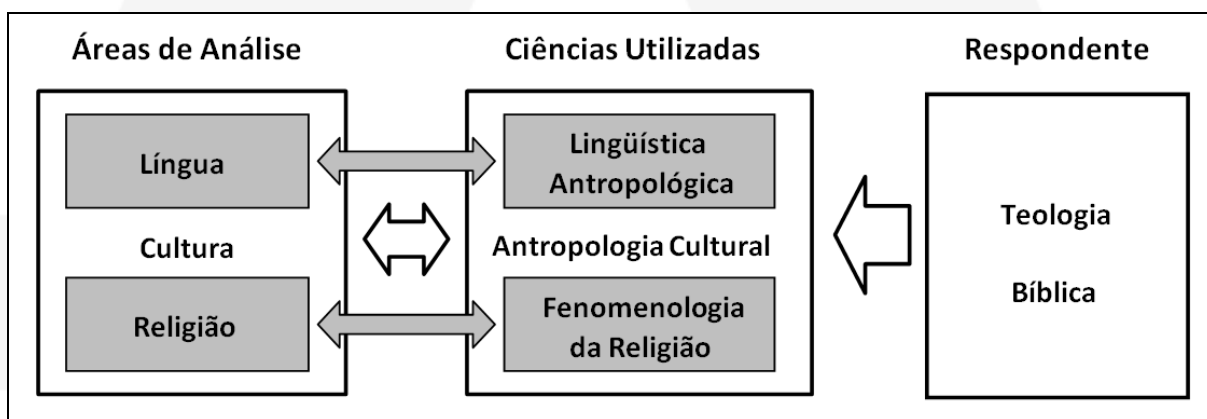 Áreas de Análise
Língua
Cultura
Religião
Ciências Utilizadas
Lingüística
Antropológica
Antropologia Cultural
Fenomenologia
da Religião
Respondente
Teologia
Bíblica